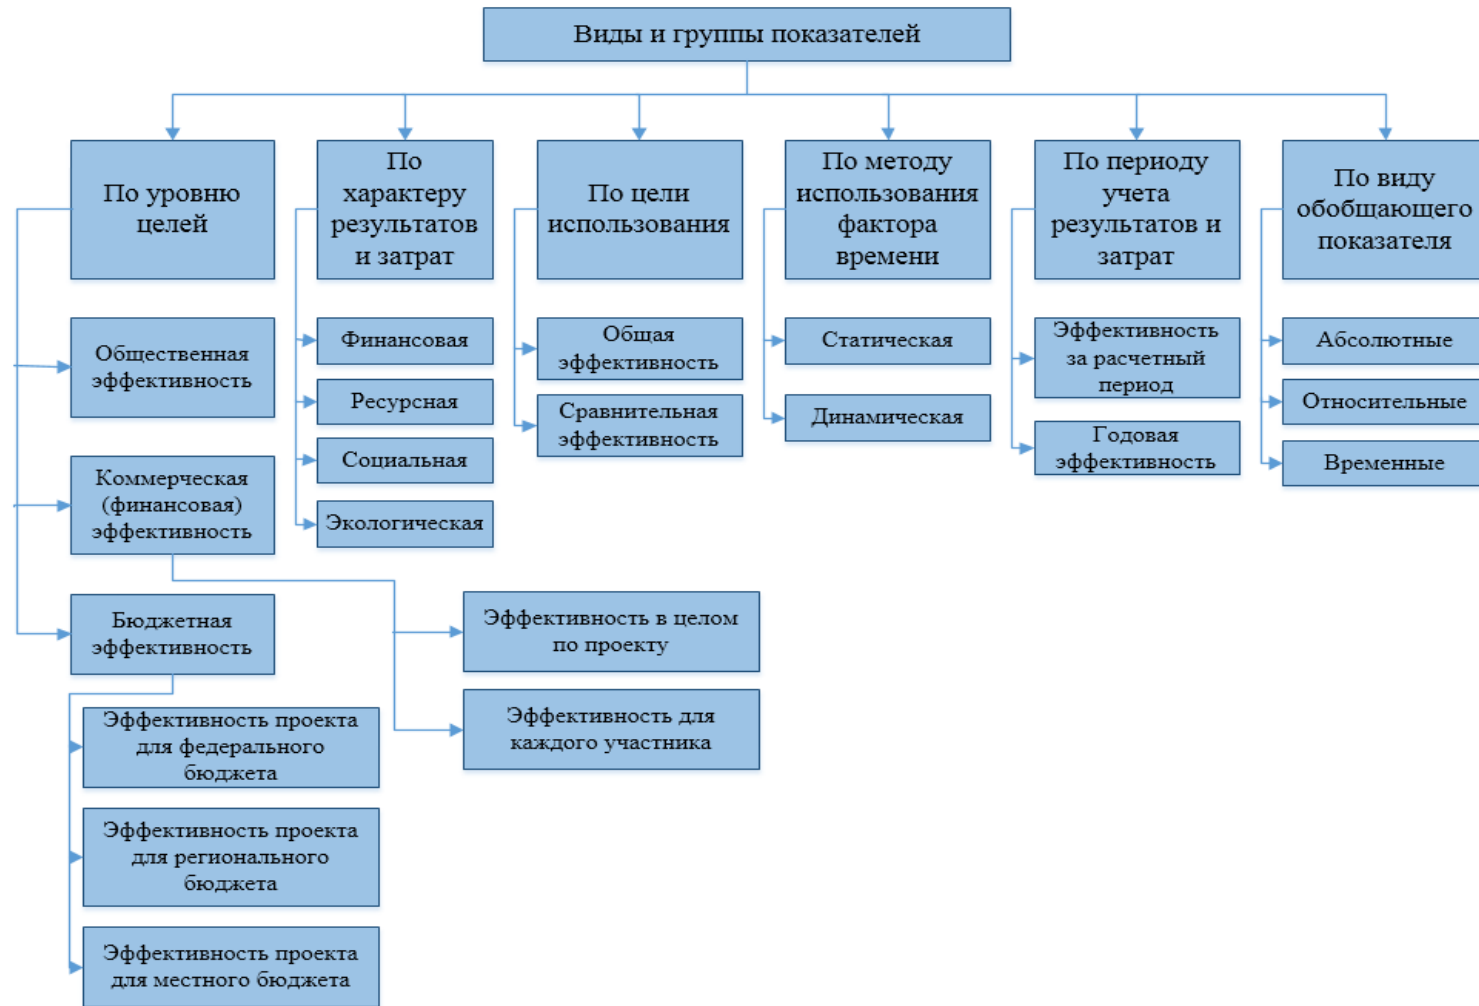 Виды и группы показателей
По уровню
целей
По
характеру
результатов
и затрат
По цели
использования
По методу
использования
фактора
времени
По периоду
учета
результатов и
затрат
По виду
обобщающего
показателя
Общественная
эффективность
Коммерческая
(финансовая)
эффективность
Бюджетная
эффективность
Эффективность проекта
для федерального
бюджета
Эффективность проекта
для регионального
бюджета
Эффективность проекта
для местного бюджета
Эффективность в целом
по проекту
Эффективность для
каждого участника
Финансовая
Ресурсная
Социальная
Экологическая
Общая
эффективность
Сравнительная
эффективность
Статическая
Динамическая
Эффективность
за расчетный
период
Годовая
эффективность
Абсолютные
Относительные
Временные